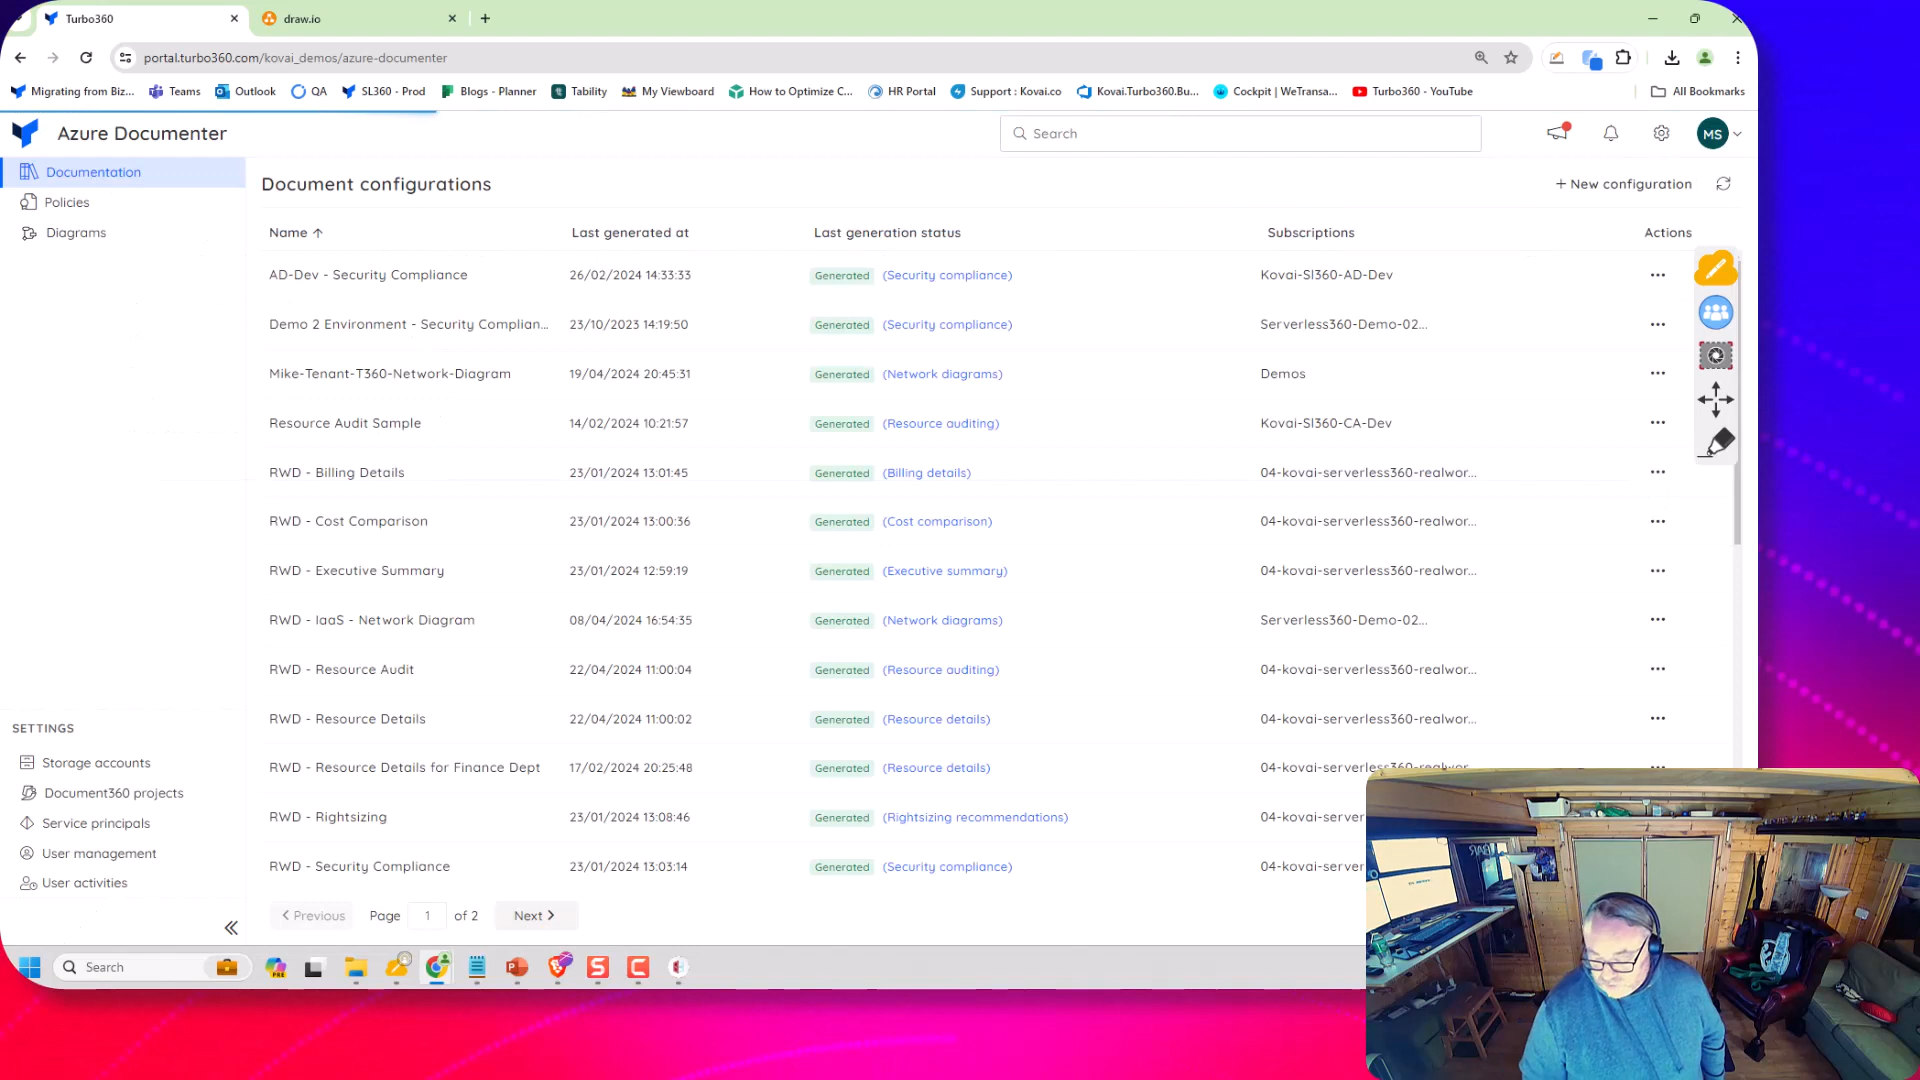 Turbo360
draw.io
portal.turbo360.com/kovai_demos/azure-documenter
Migrating from Biz...
Teams
Outlook
QA
SL360 - Prod
Blogs - Planner
Tability
My Viewboard
How to Optimize C...
HR Portal
Support : Kovai.co
Kovai.Turbo360.Bu...
Cockpit | WeTransa...
Turbo360 - YouTube
All Bookmarks
Azure Documenter
Search
MS
Documentation
Policies
Diagrams
Document configurations
+ New configuration
Name ↑ Last generated at Last generation status Subscriptions Actions
AD-Dev - Security Compliance 26/02/2024 14:33:33 Generated (Security compliance) Kovai-Sl360-AD-Dev ...
Demo 2 Environment - Security Complian... 23/10/2023 14:19:50 Generated (Security compliance) Serverless360-Demo-02... ...
Mike-Tenant-T360-Network-Diagram 19/04/2024 20:45:31 Generated (Network diagrams) Demos ...
Resource Audit Sample 14/02/2024 10:21:57 Generated (Resource auditing) Kovai-Sl360-CA-Dev ...
RWD - Billing Details 23/01/2024 13:01:45 Generated (Billing details) 04-kovai-serverless360-realwor... ...
RWD - Cost Comparison 23/01/2024 13:00:36 Generated (Cost comparison) 04-kovai-serverless360-realwor... ...
RWD - Executive Summary 23/01/2024 12:59:19 Generated (Executive summary) 04-kovai-serverless360-realwor... ...
RWD - IaaS - Network Diagram 08/04/2024 16:54:35 Generated (Network diagrams) Serverless360-Demo-02... ...
RWD - Resource Audit 22/04/2024 11:00:04 Generated (Resource auditing) 04-kovai-serverless360-realwor... ...
RWD - Resource Details 22/04/2024 11:00:02 Generated (Resource details) 04-kovai-serverless360-realwor... ...
RWD - Resource Details for Finance Dept 17/02/2024 20:25:48 Generated (Resource details) 04-kovai-serverless360-realwor... ...
RWD - Rightsizing 23/01/2024 13:08:46 Generated (Rightsizing recommendations) 04-kovai-serve
RWD - Security Compliance 23/01/2024 13:03:14 Generated (Security compliance) 04-kovai-serv
SETTINGS
Storage accounts
Document360 projects
Service principals
User management
User activities
Previous Page 1 of 2 Next
Search
PRE